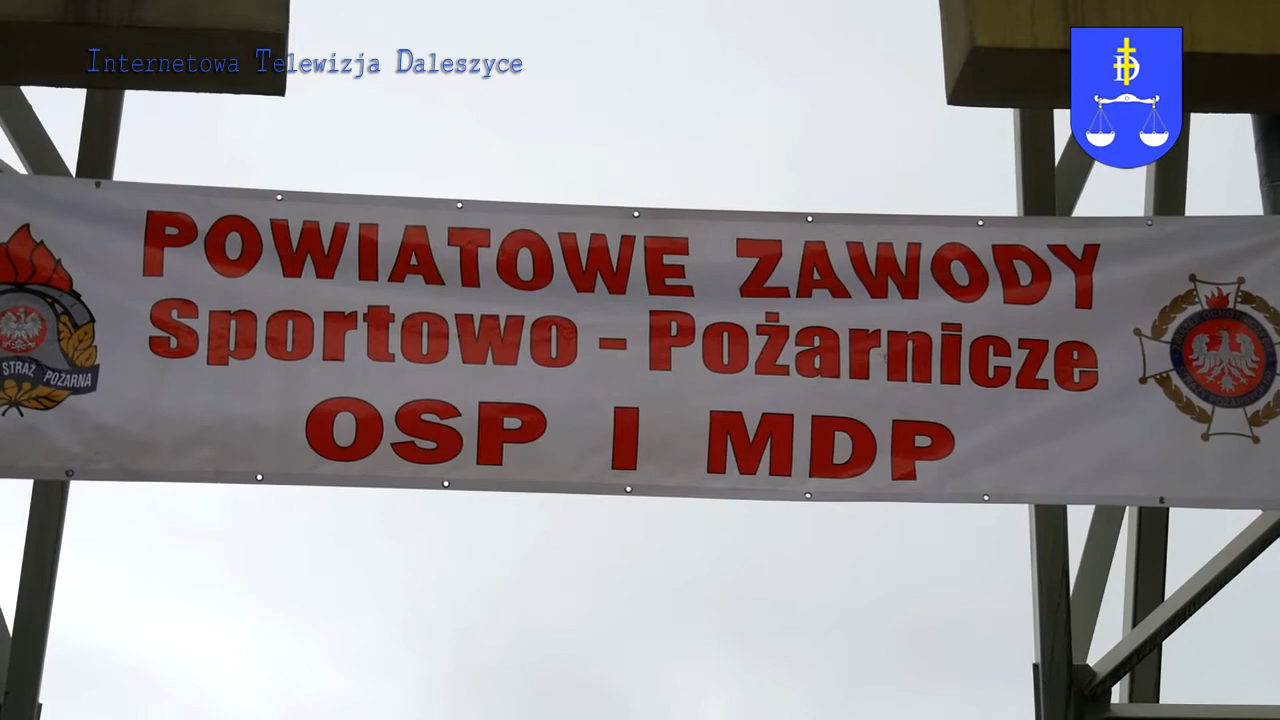 Internetowa Telewizja Daleszyce
D
POWIATOWE ZAWODY
Sportowo - Pożarnicze
OSP I MDP
STRAŻ POŻARNA